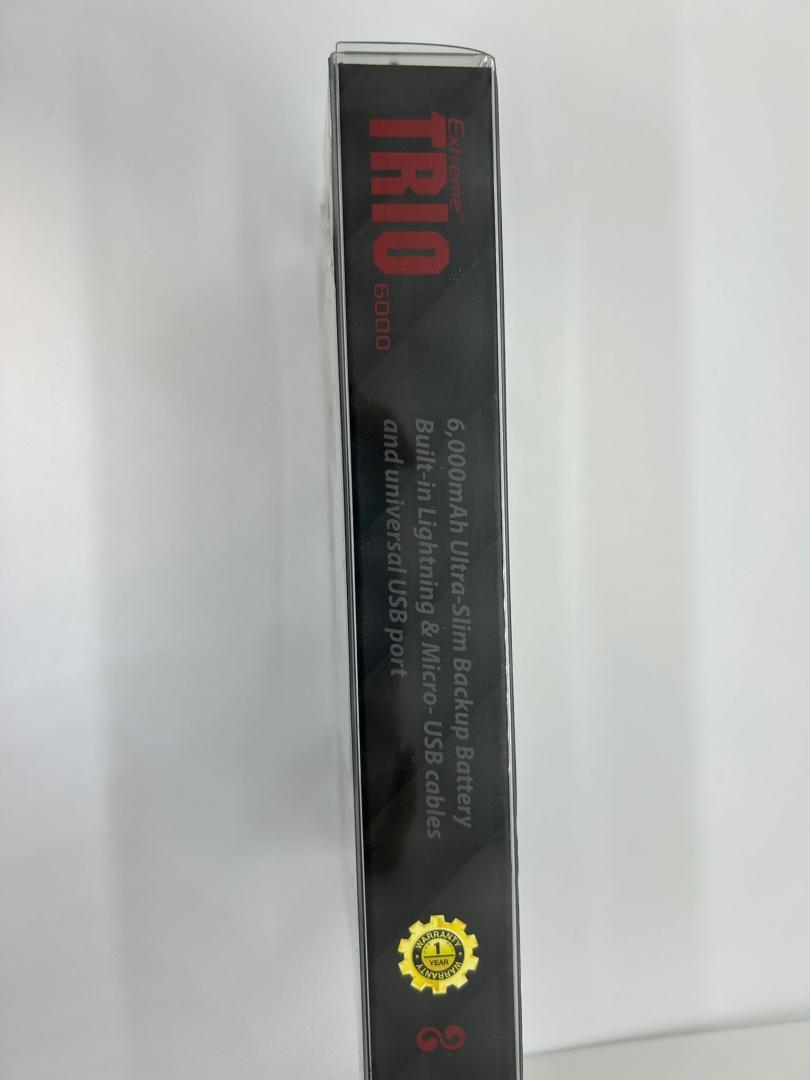 Extreme™
TRIO 6000
6,000mAh Ultra-Slim Backup Battery
Built-in Lightning & Micro- USB cables
and universal USB port
WARRANTY
1
YEAR
WARRANTY